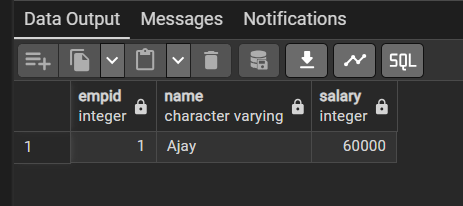 Data Output Messages Notifications
SQL
empid name salary
integer character varying integer
1 1 Ajay 60000